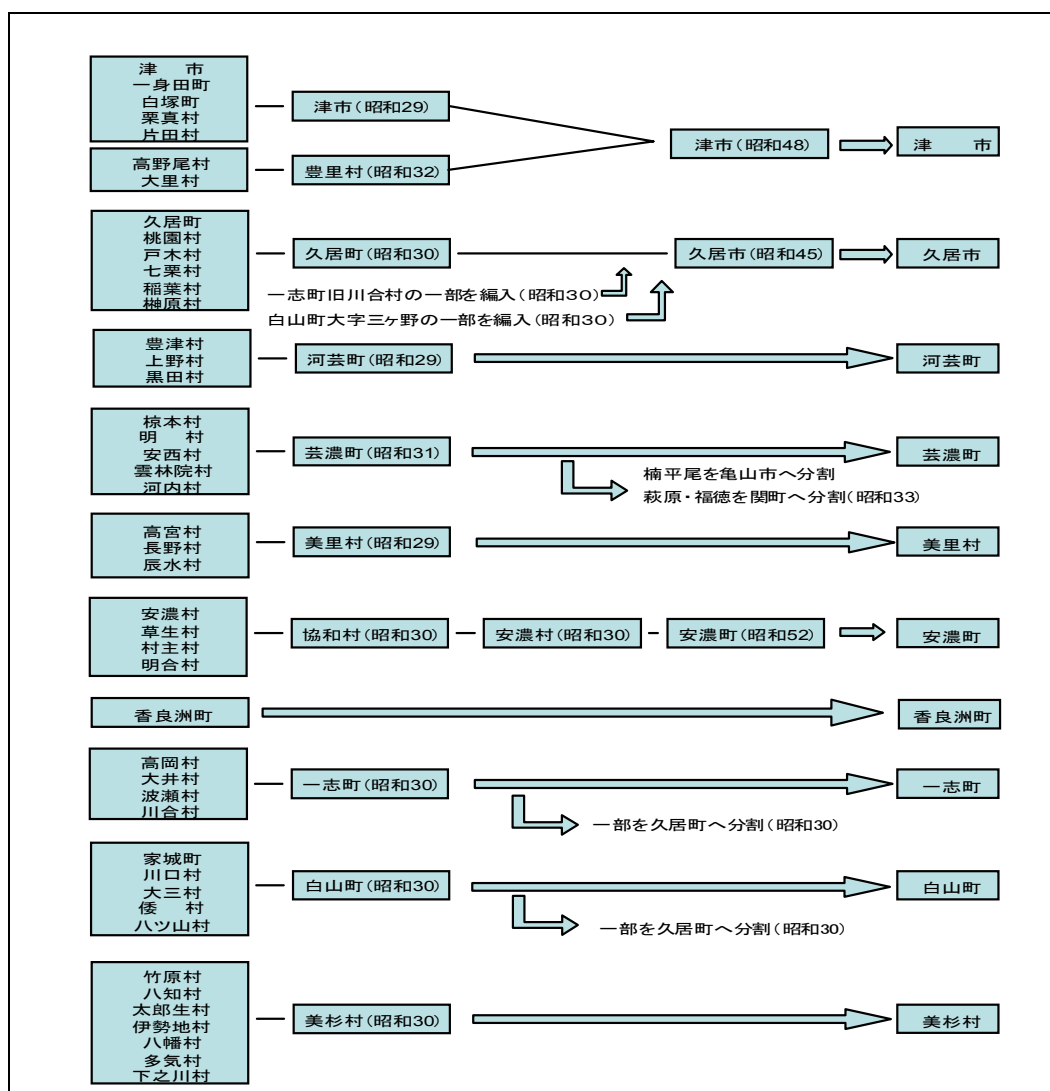 津　市
一身田町
白塚町
栗真村
片田村
津市（昭和29）
高野尾村
大里村
豊里村（昭和32）
津市（昭和48）
津　市
久居町
桃園村
戸木村
七栗村
稲葉村
榊原村
久居町（昭和30）
久居市（昭和45）
久居市
一志町旧川合村の一部を編入（昭和30）
白山町大字三ヶ野の一部を編入（昭和30）
豊津村
上野村
黒田村
河芸町（昭和29）
河芸町
椋本村
明　村
安西村
雲林院村
河内村
芸濃町（昭和31）
芸濃町
楠平尾を亀山市へ分割
萩原・福徳を関町へ分割（昭和33）
高宮村
長野村
辰水村
美里村（昭和29）
美里村
安濃村
草生村
村主村
明合村
協和村（昭和30）
安濃村（昭和30）
安濃町（昭和52）
安濃町
香良洲町
香良洲町
高岡村
大井村
波瀬村
川合村
一志町（昭和30）
一志町
一部を久居町へ分割（昭和30）
家城町
川口村
大三村
倭　村
八ツ山村
白山町（昭和30）
白山町
一部を久居町へ分割（昭和30）
竹原村
八知村
太郎生村
伊勢地村
八幡村
多気村
下之川村
美杉村（昭和30）
美杉村